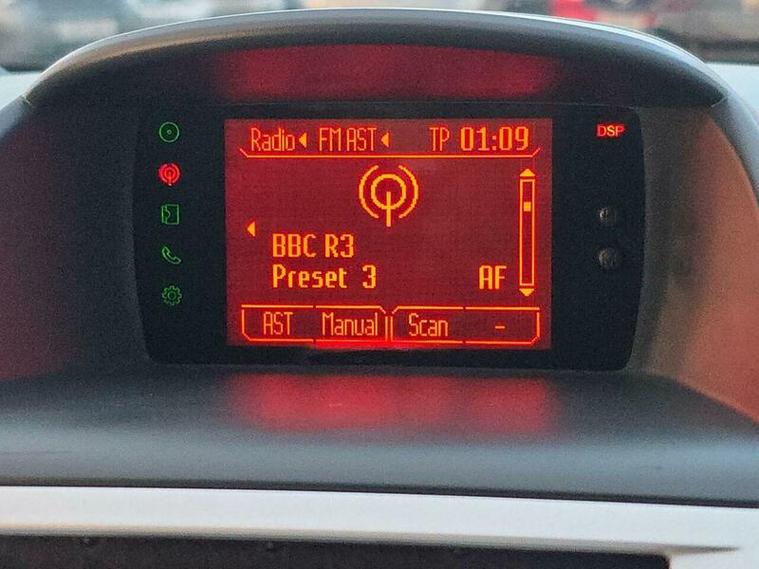 Radio FM AST TP 01:09
DSP
BBC R3
Preset 3 AF
AST Manual Scan -